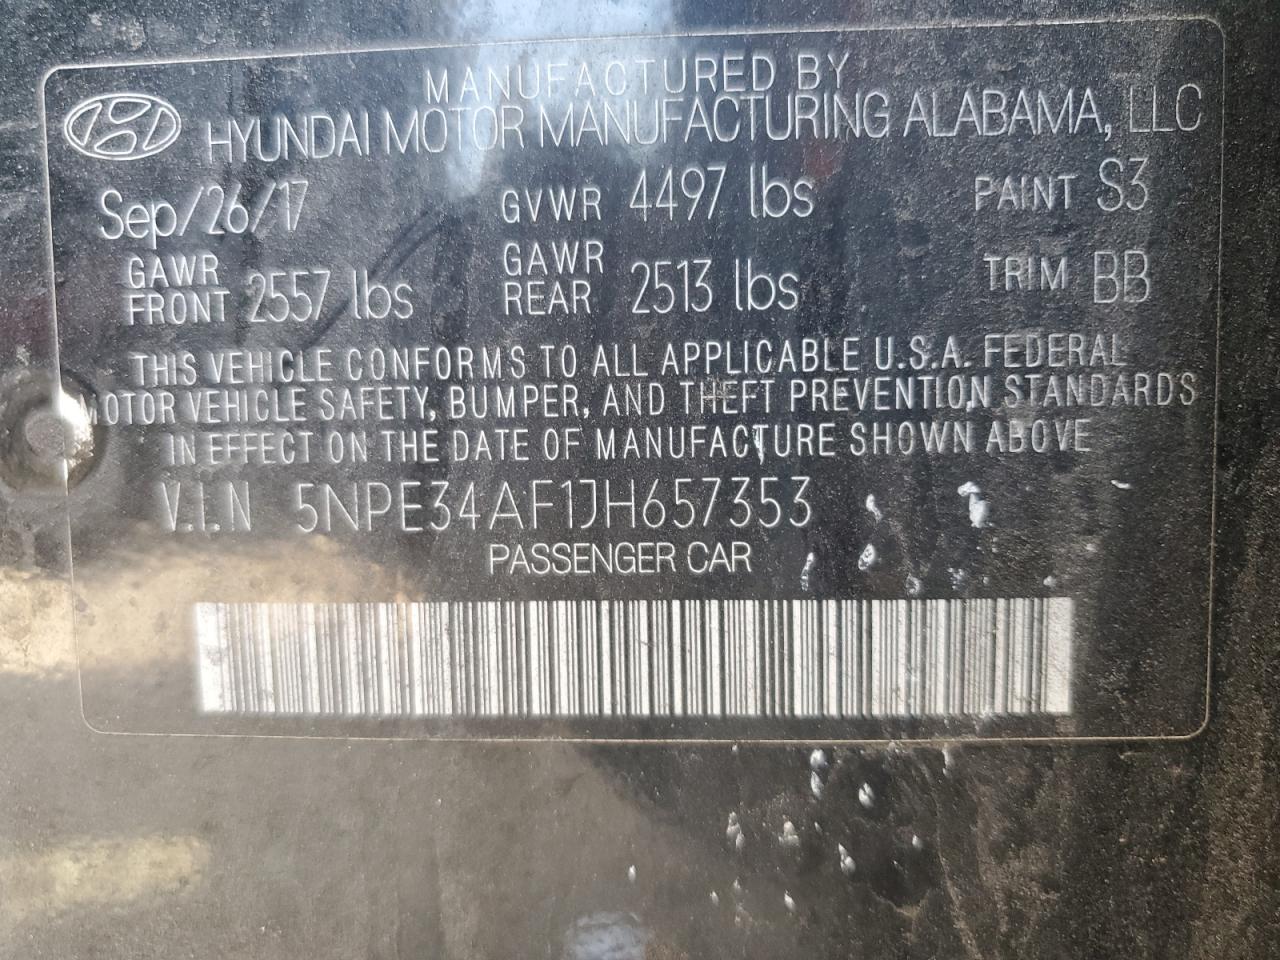 MANUFACTURED BY
HYUNDAI MOTOR MANUFACTURING ALABAMA, LLC
Sep/26/17 GVWR 4497 lbs PAINT S3
GAWR FRONT 2557 lbs GAWR REAR 2513 lbs TRIM BB
THIS VEHICLE CONFORMS TO ALL APPLICABLE U.S.A. FEDERAL
MOTOR VEHICLE SAFETY, BUMPER, AND THEFT PREVENTION STANDARDS
IN EFFECT ON THE DATE OF MANUFACTURE SHOWN ABOVE
V.I.N 5NPE34AF1JH657353
PASSENGER CAR